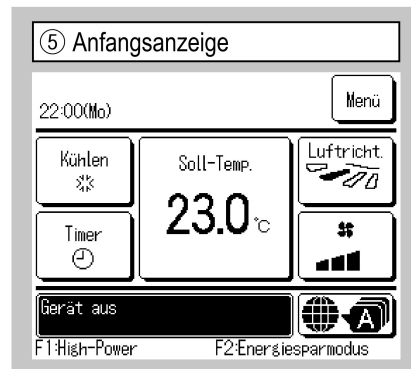 ⑤ Anfangsanzeige
22:00(Mo)
Menü
Kühlen
Soll-Temp.
Luftricht.
23.0 °C
Timer
Gerät aus
A
F1:High-Power
F2:Energiesparmodus